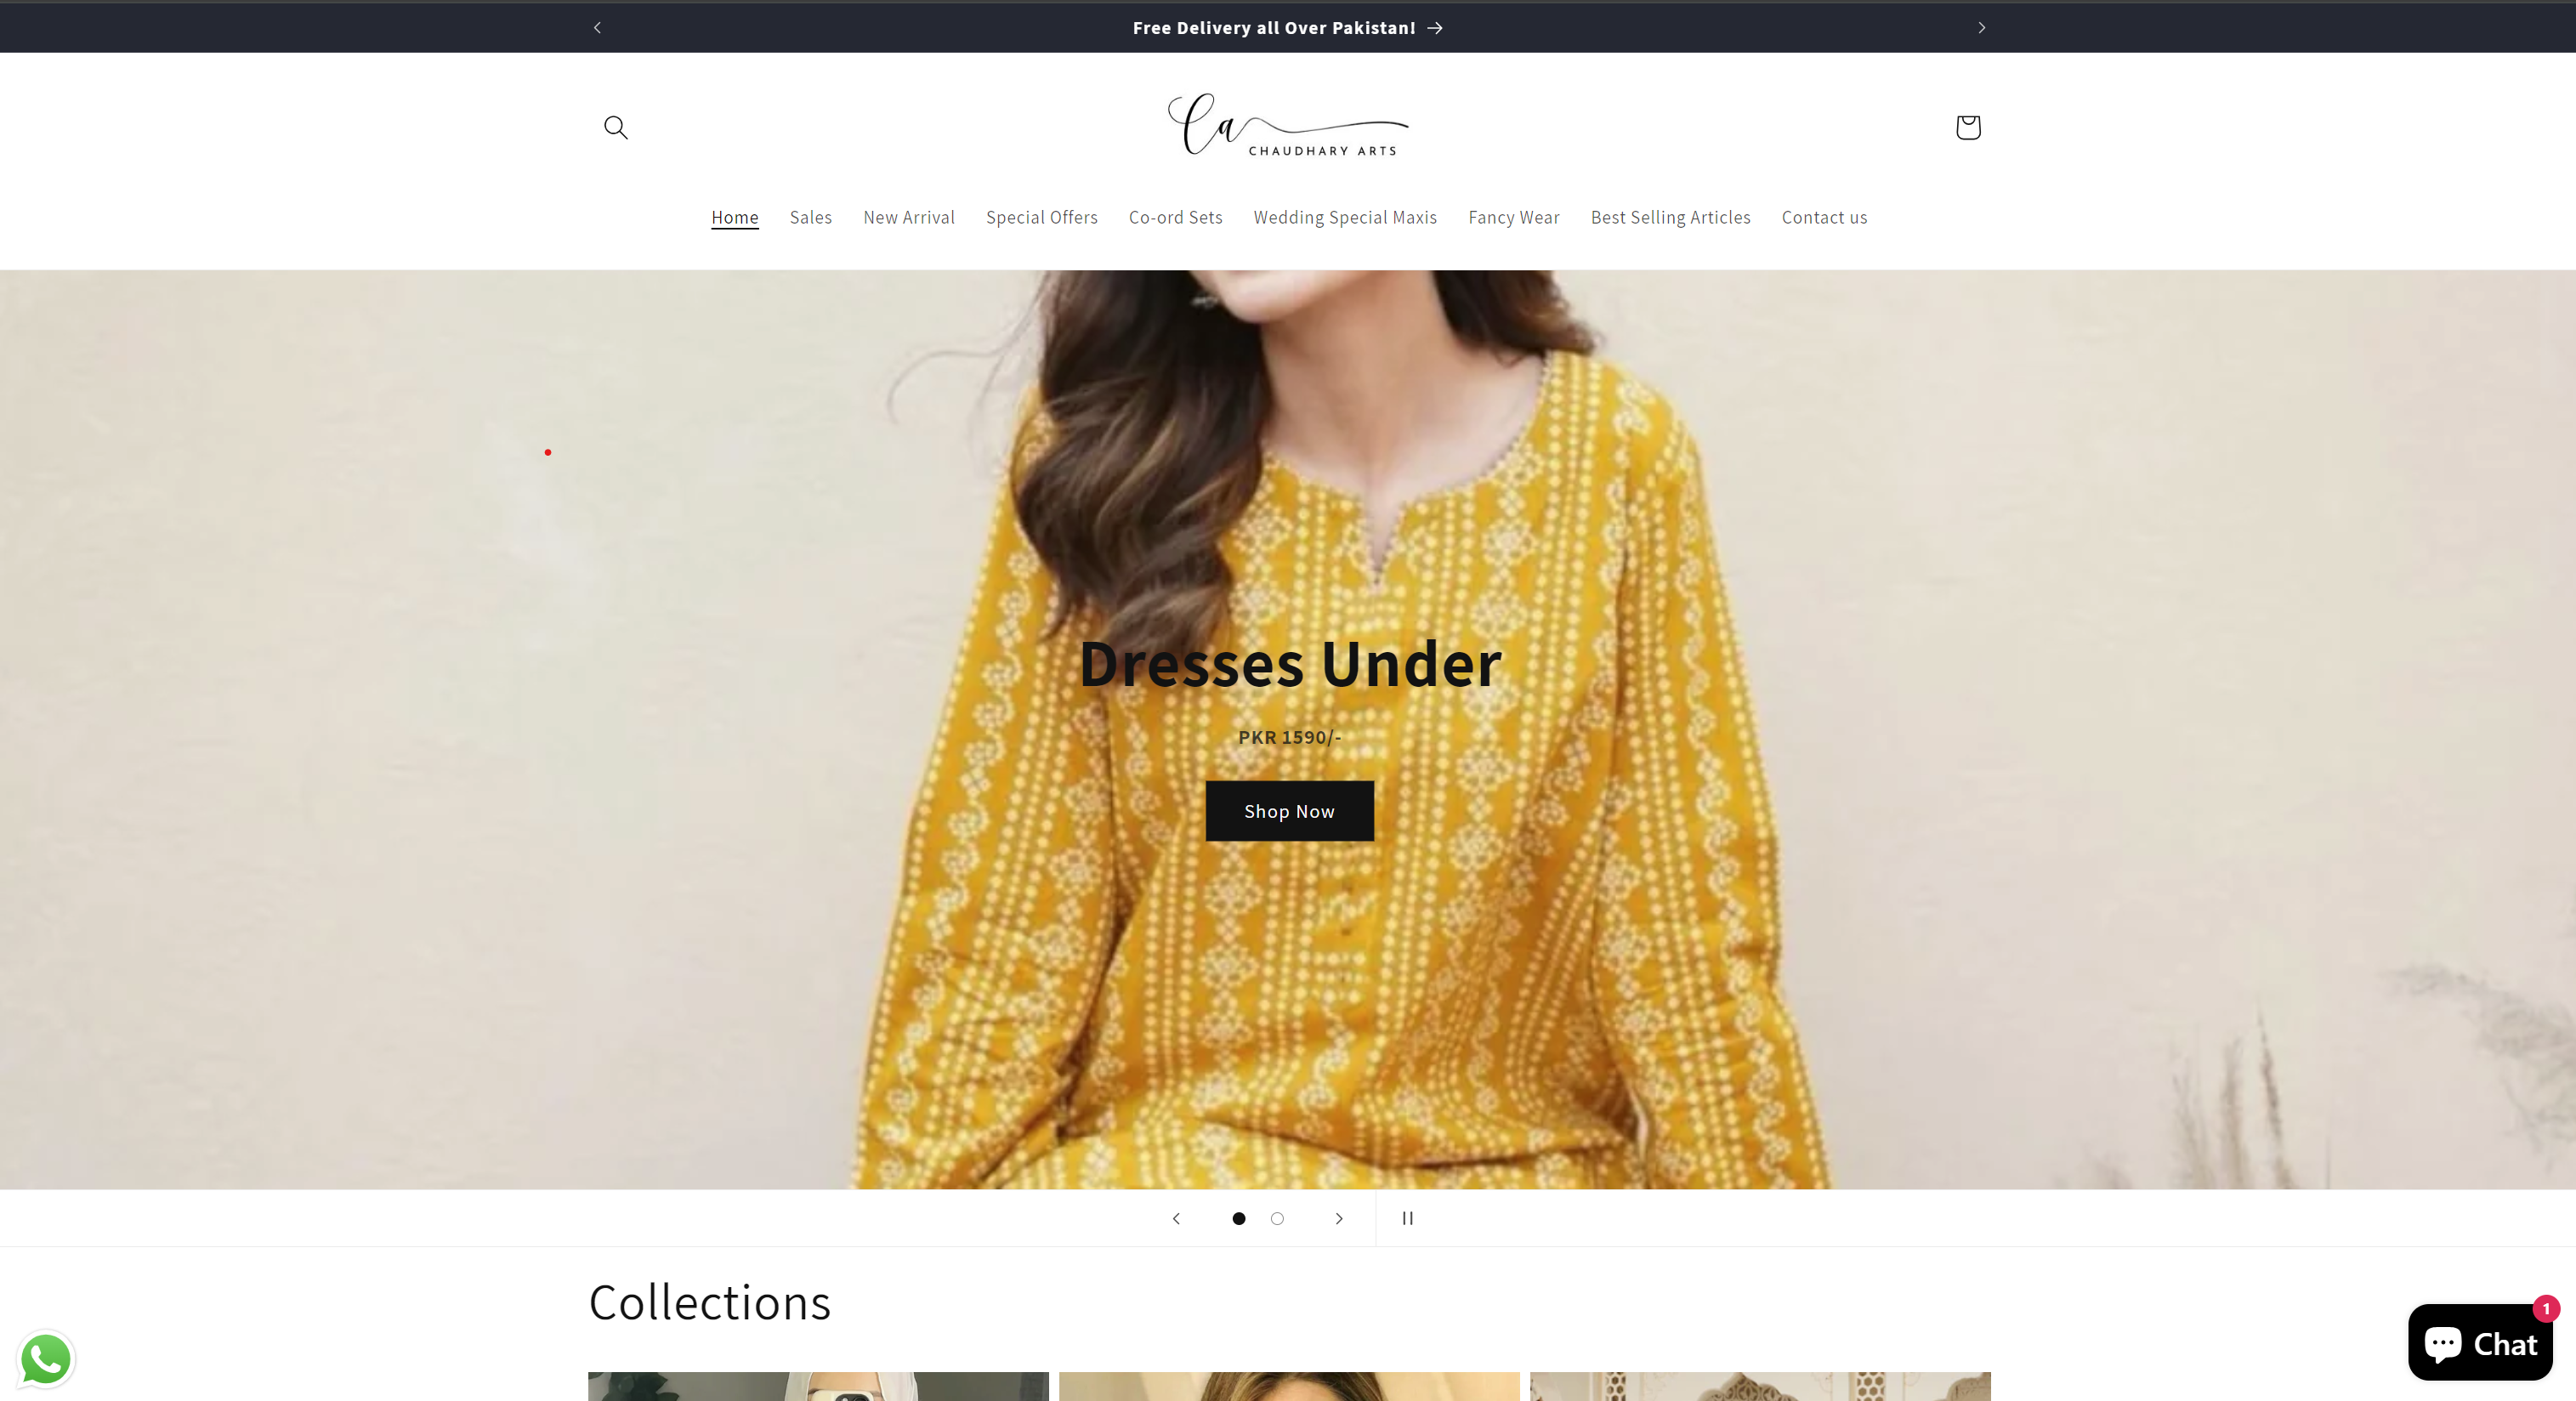 Free Delivery all Over Pakistan!
Ca
CHAUDHARY ARTS
Home Sales New Arrival Special Offers Co-ord Sets Wedding Special Maxis Fancy Wear Best Selling Articles Contact us
Dresses Under
PKR 1590/-
Shop Now
Collections
1
Chat